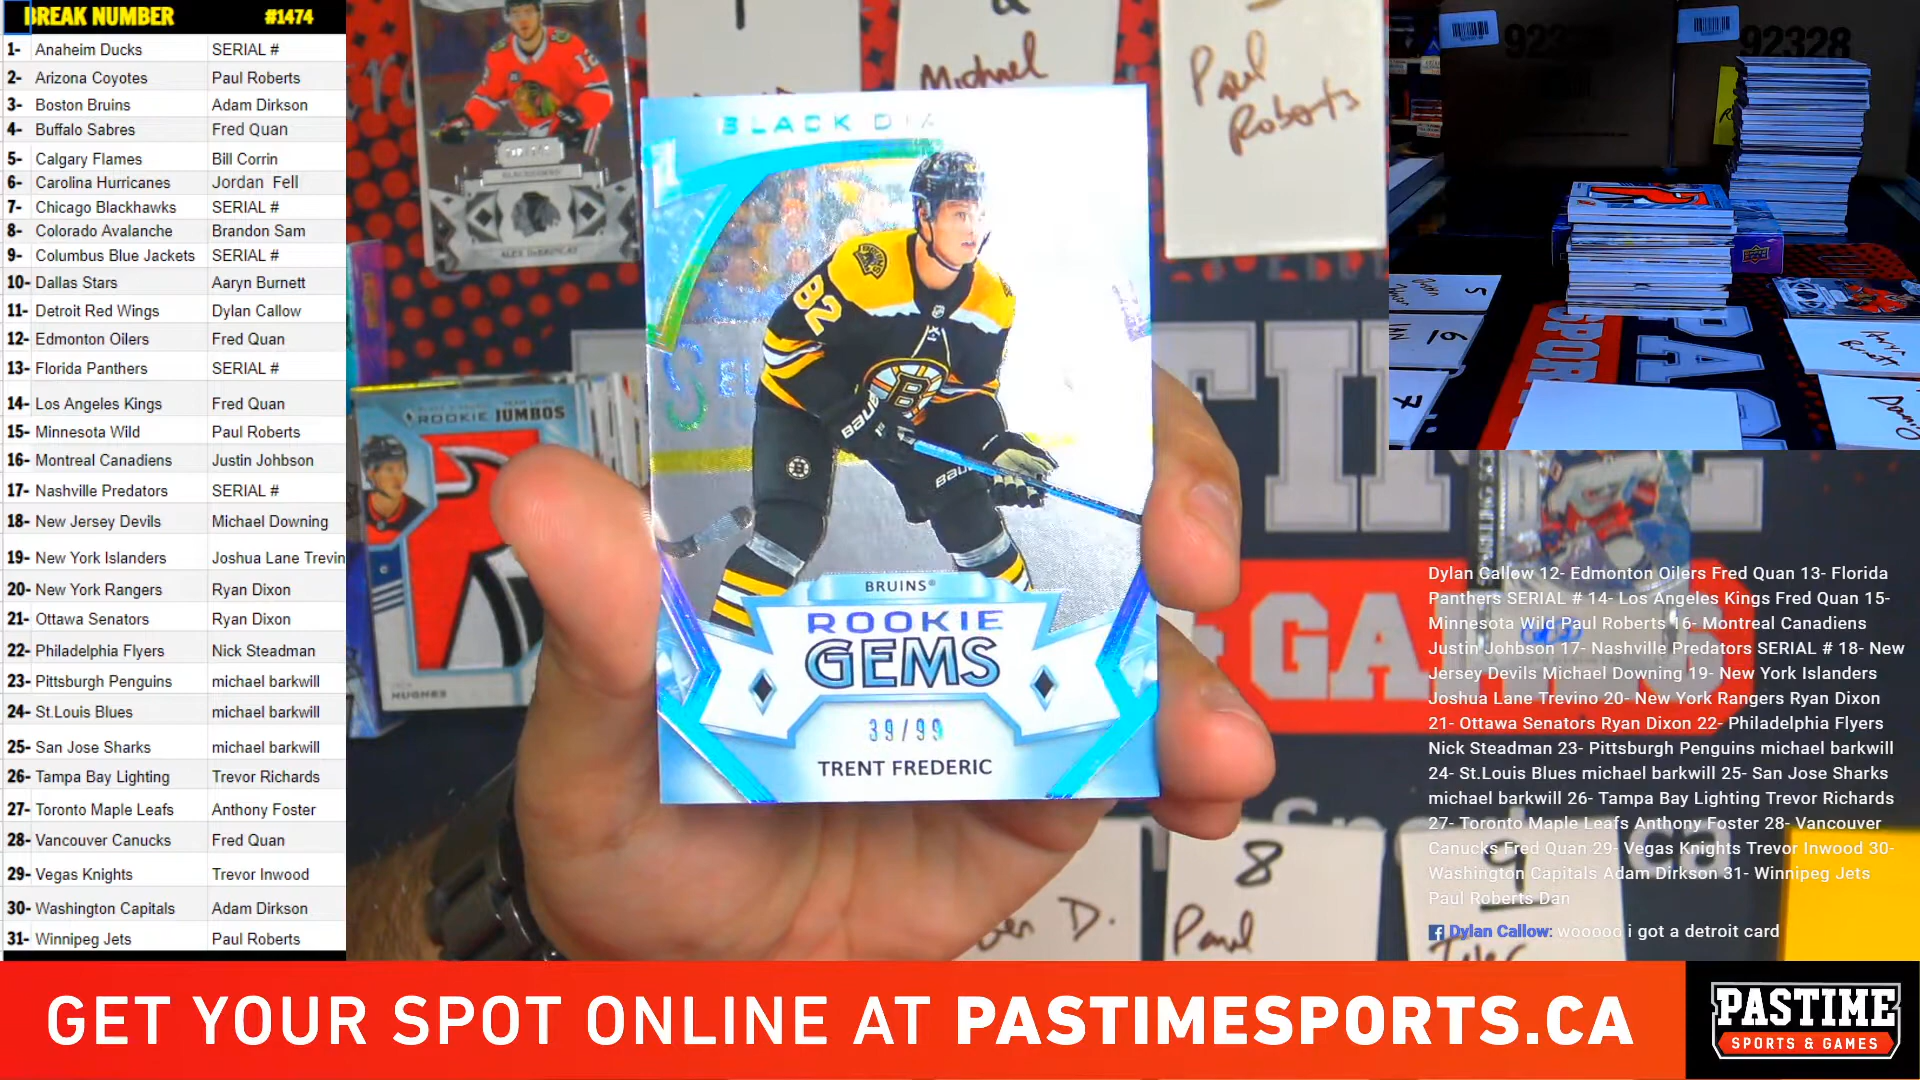 BREAK NUMBER #1474
1- Anaheim Ducks SERIAL #
2- Arizona Coyotes Paul Roberts
3- Boston Bruins Adam Dirkson
4- Buffalo Sabres Fred Quan
5- Calgary Flames Bill Corrin
6- Carolina Hurricanes Jordan Fell
7- Chicago Blackhawks SERIAL #
8- Colorado Avalanche Brandon Sam
9- Columbus Blue Jackets SERIAL #
10- Dallas Stars Aaryn Burnett
11- Detroit Red Wings Dylan Callow
12- Edmonton Oilers Fred Quan
13- Florida Panthers SERIAL #
14- Los Angeles Kings Fred Quan
15- Minnesota Wild Paul Roberts
16- Montreal Canadiens Justin Johbson
17- Nashville Predators SERIAL #
18- New Jersey Devils Michael Downing
19- New York Islanders Joshua Lane Trevin
20- New York Rangers Ryan Dixon
21- Ottawa Senators Ryan Dixon
22- Philadelphia Flyers Nick Steadman
23- Pittsburgh Penguins michael barkwill
24- St.Louis Blues michael barkwill
25- San Jose Sharks michael barkwill
26- Tampa Bay Lighting Trevor Richards
27- Toronto Maple Leafs Anthony Foster
28- Vancouver Canucks Fred Quan
29- Vegas Knights Trevor Inwood
30- Washington Capitals Adam Dirkson
31- Winnipeg Jets Paul Roberts
Michael
Paul
Roberts
BLACK DIA
82
B
BAUER
BRUINS®
ROOKIE
GEMS
39/99
TRENT FREDERIC
ROOKIE JUMBOS
HUGHES
BLACKHAWKS
92328
GA
8
Paul
9
D.
Dylan Callow 12- Edmonton Oilers Fred Quan 13- Florida
Panthers SERIAL # 14- Los Angeles Kings Fred Quan 15-
Minnesota Wild Paul Roberts 16- Montreal Canadiens
Justin Johbson 17- Nashville Predators SERIAL # 18- New
Jersey Devils Michael Downing 19- New York Islanders
Joshua Lane Trevino 20- New York Rangers Ryan Dixon
21- Ottawa Senators Ryan Dixon 22- Philadelphia Flyers
Nick Steadman 23- Pittsburgh Penguins michael barkwill
24- St.Louis Blues michael barkwill 25- San Jose Sharks
michael barkwill 26- Tampa Bay Lighting Trevor Richards
27- Toronto Maple Leafs Anthony Foster 28- Vancouver
Canucks Fred Quan 29- Vegas Knights Trevor Inwood 30-
Washington Capitals Adam Dirkson 31- Winnipeg Jets
Paul Roberts Dan
Dylan Callow: wooooo i got a detroit card
GET YOUR SPOT ONLINE AT PASTIMESPORTS.CA
PASTIME
SPORTS & GAMES